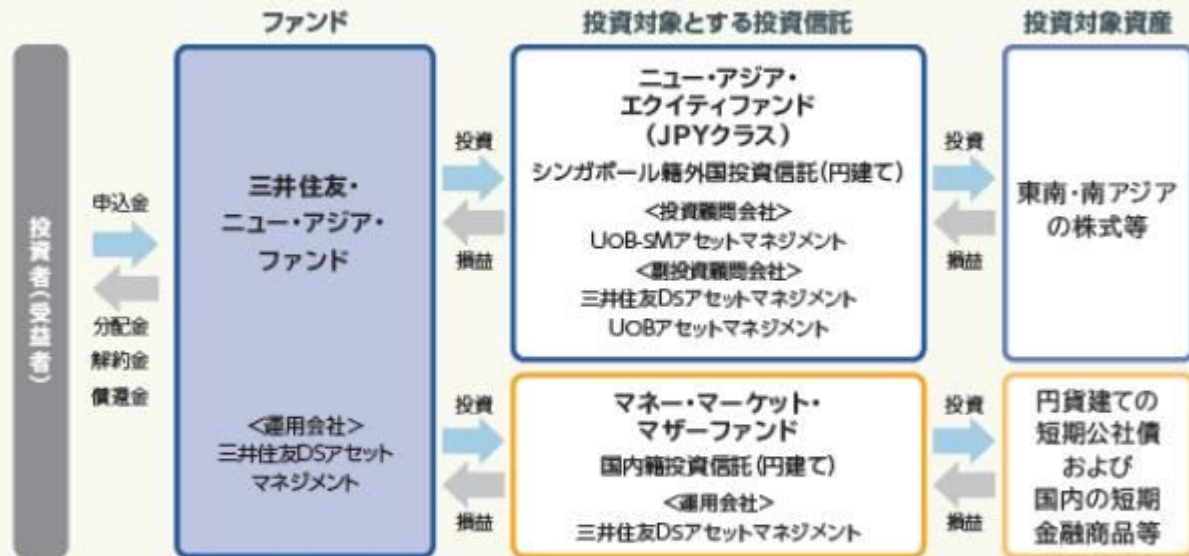 ファンド
投資対象とする投資信託
投資対象資産
投資者(受益者)
申込金
分配金
解約金
償還金
三井住友・
ニュー・アジア・
ファンド
<運用会社>
三井住友DSアセット
マネジメント
投資
損益
ニュー・アジア・
エクイティファンド
(JPYクラス)
シンガポール籍外国投資信託(円建て)
<投資顧問会社>
UOB-SMアセットマネジメント
<副投資顧問会社>
三井住友DSアセットマネジメント
UOBアセットマネジメント
投資
損益
東南・南アジア
の株式等
投資
損益
マネー・マーケット・
マザーファンド
国内籍投資信託(円建て)
<運用会社>
三井住友DSアセットマネジメント
投資
損益
円貨建ての
短期公社債
および
国内の短期
金融商品等